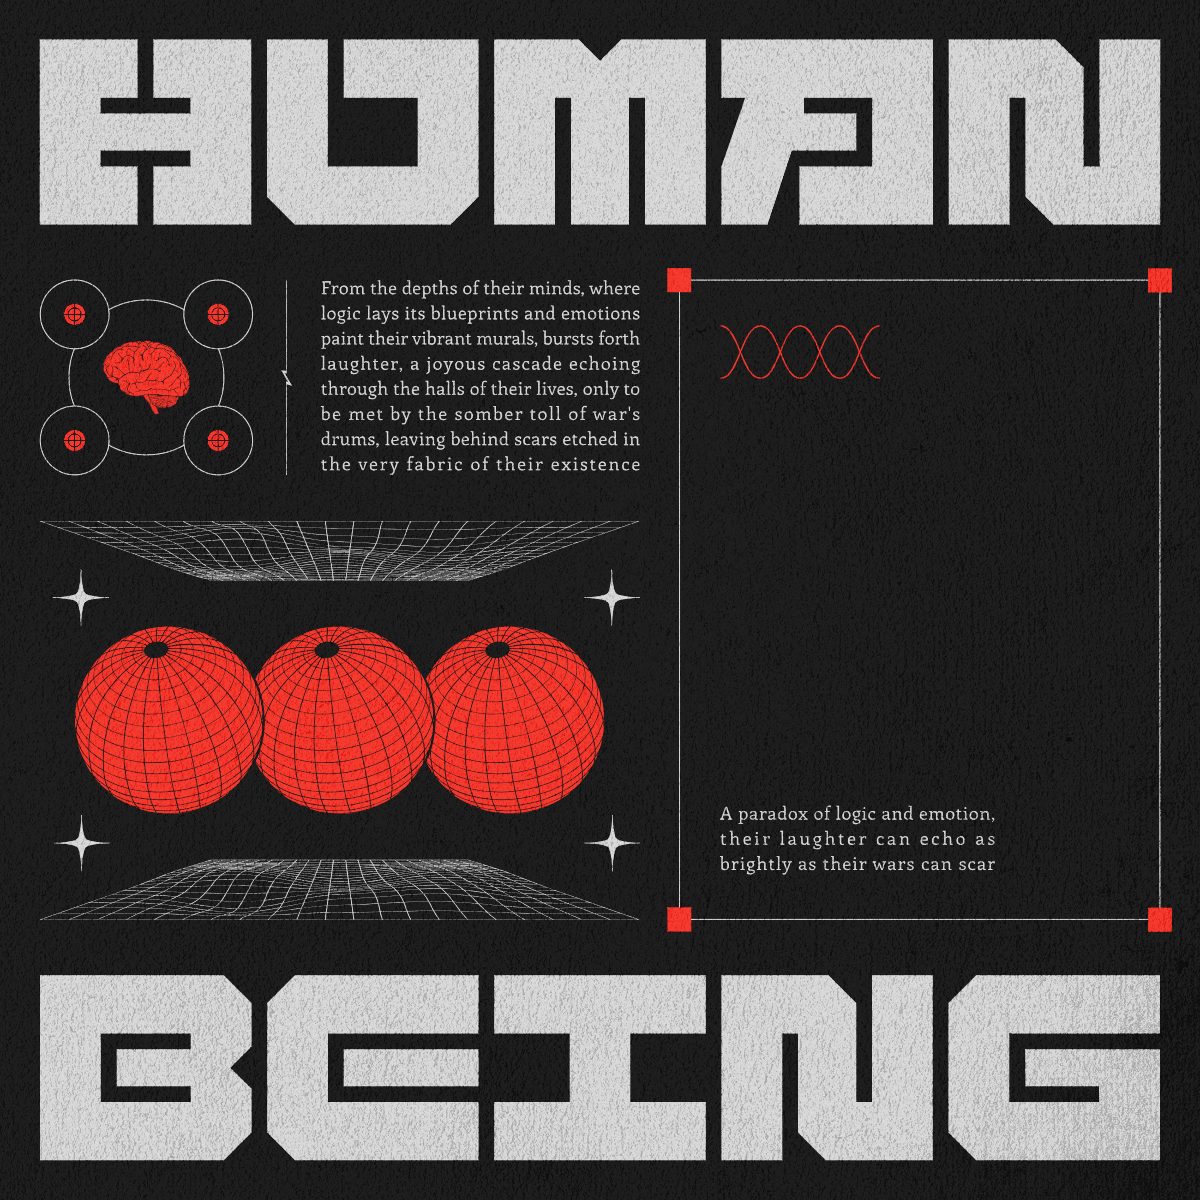 HUMAN
From the depths of their minds, where
logic lays its blueprints and emotions
paint their vibrant murals, bursts forth
laughter, a joyous cascade echoing
through the halls of their lives, only to
be met by the somber toll of war's
drums, leaving behind scars etched in
the very fabric of their existence
A paradox of logic and emotion,
their laughter can echo as
brightly as their wars can scar
BEING